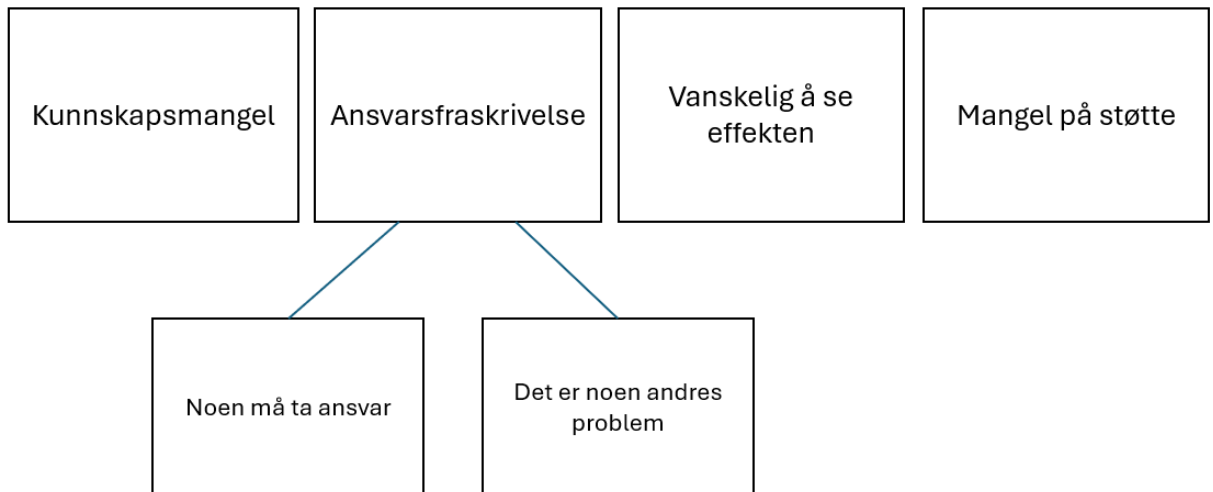 Kunnskapsmangel
Ansvarsfraskrivelse
Vanskelig å se
effekten
Mangel på støtte
Noen må ta ansvar
Det er noen andres
problem